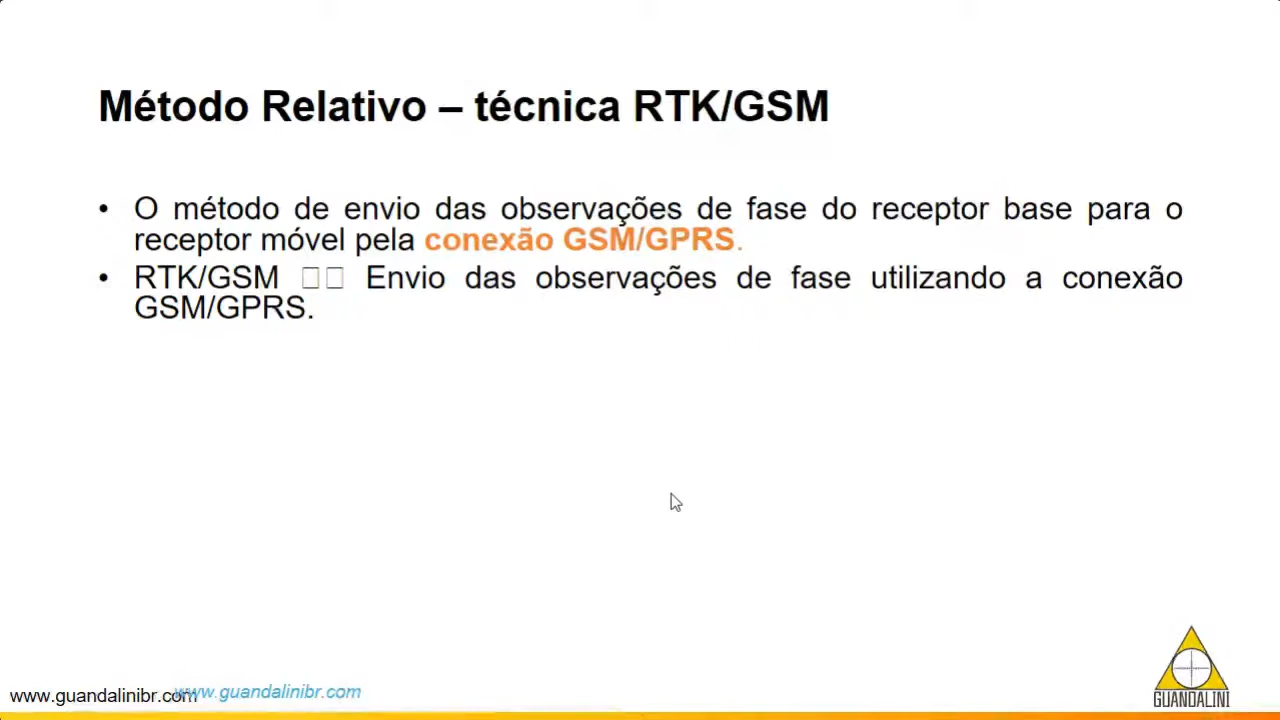 Método Relativo – técnica RTK/GSM
• O método de envio das observações de fase do receptor base para o
receptor móvel pela conexão GSM/GPRS.
• RTK/GSM □□ Envio das observações de fase utilizando a conexão
GSM/GPRS.
www.guandalinibr.com
www.guandalinibr.com
GUANDALINI